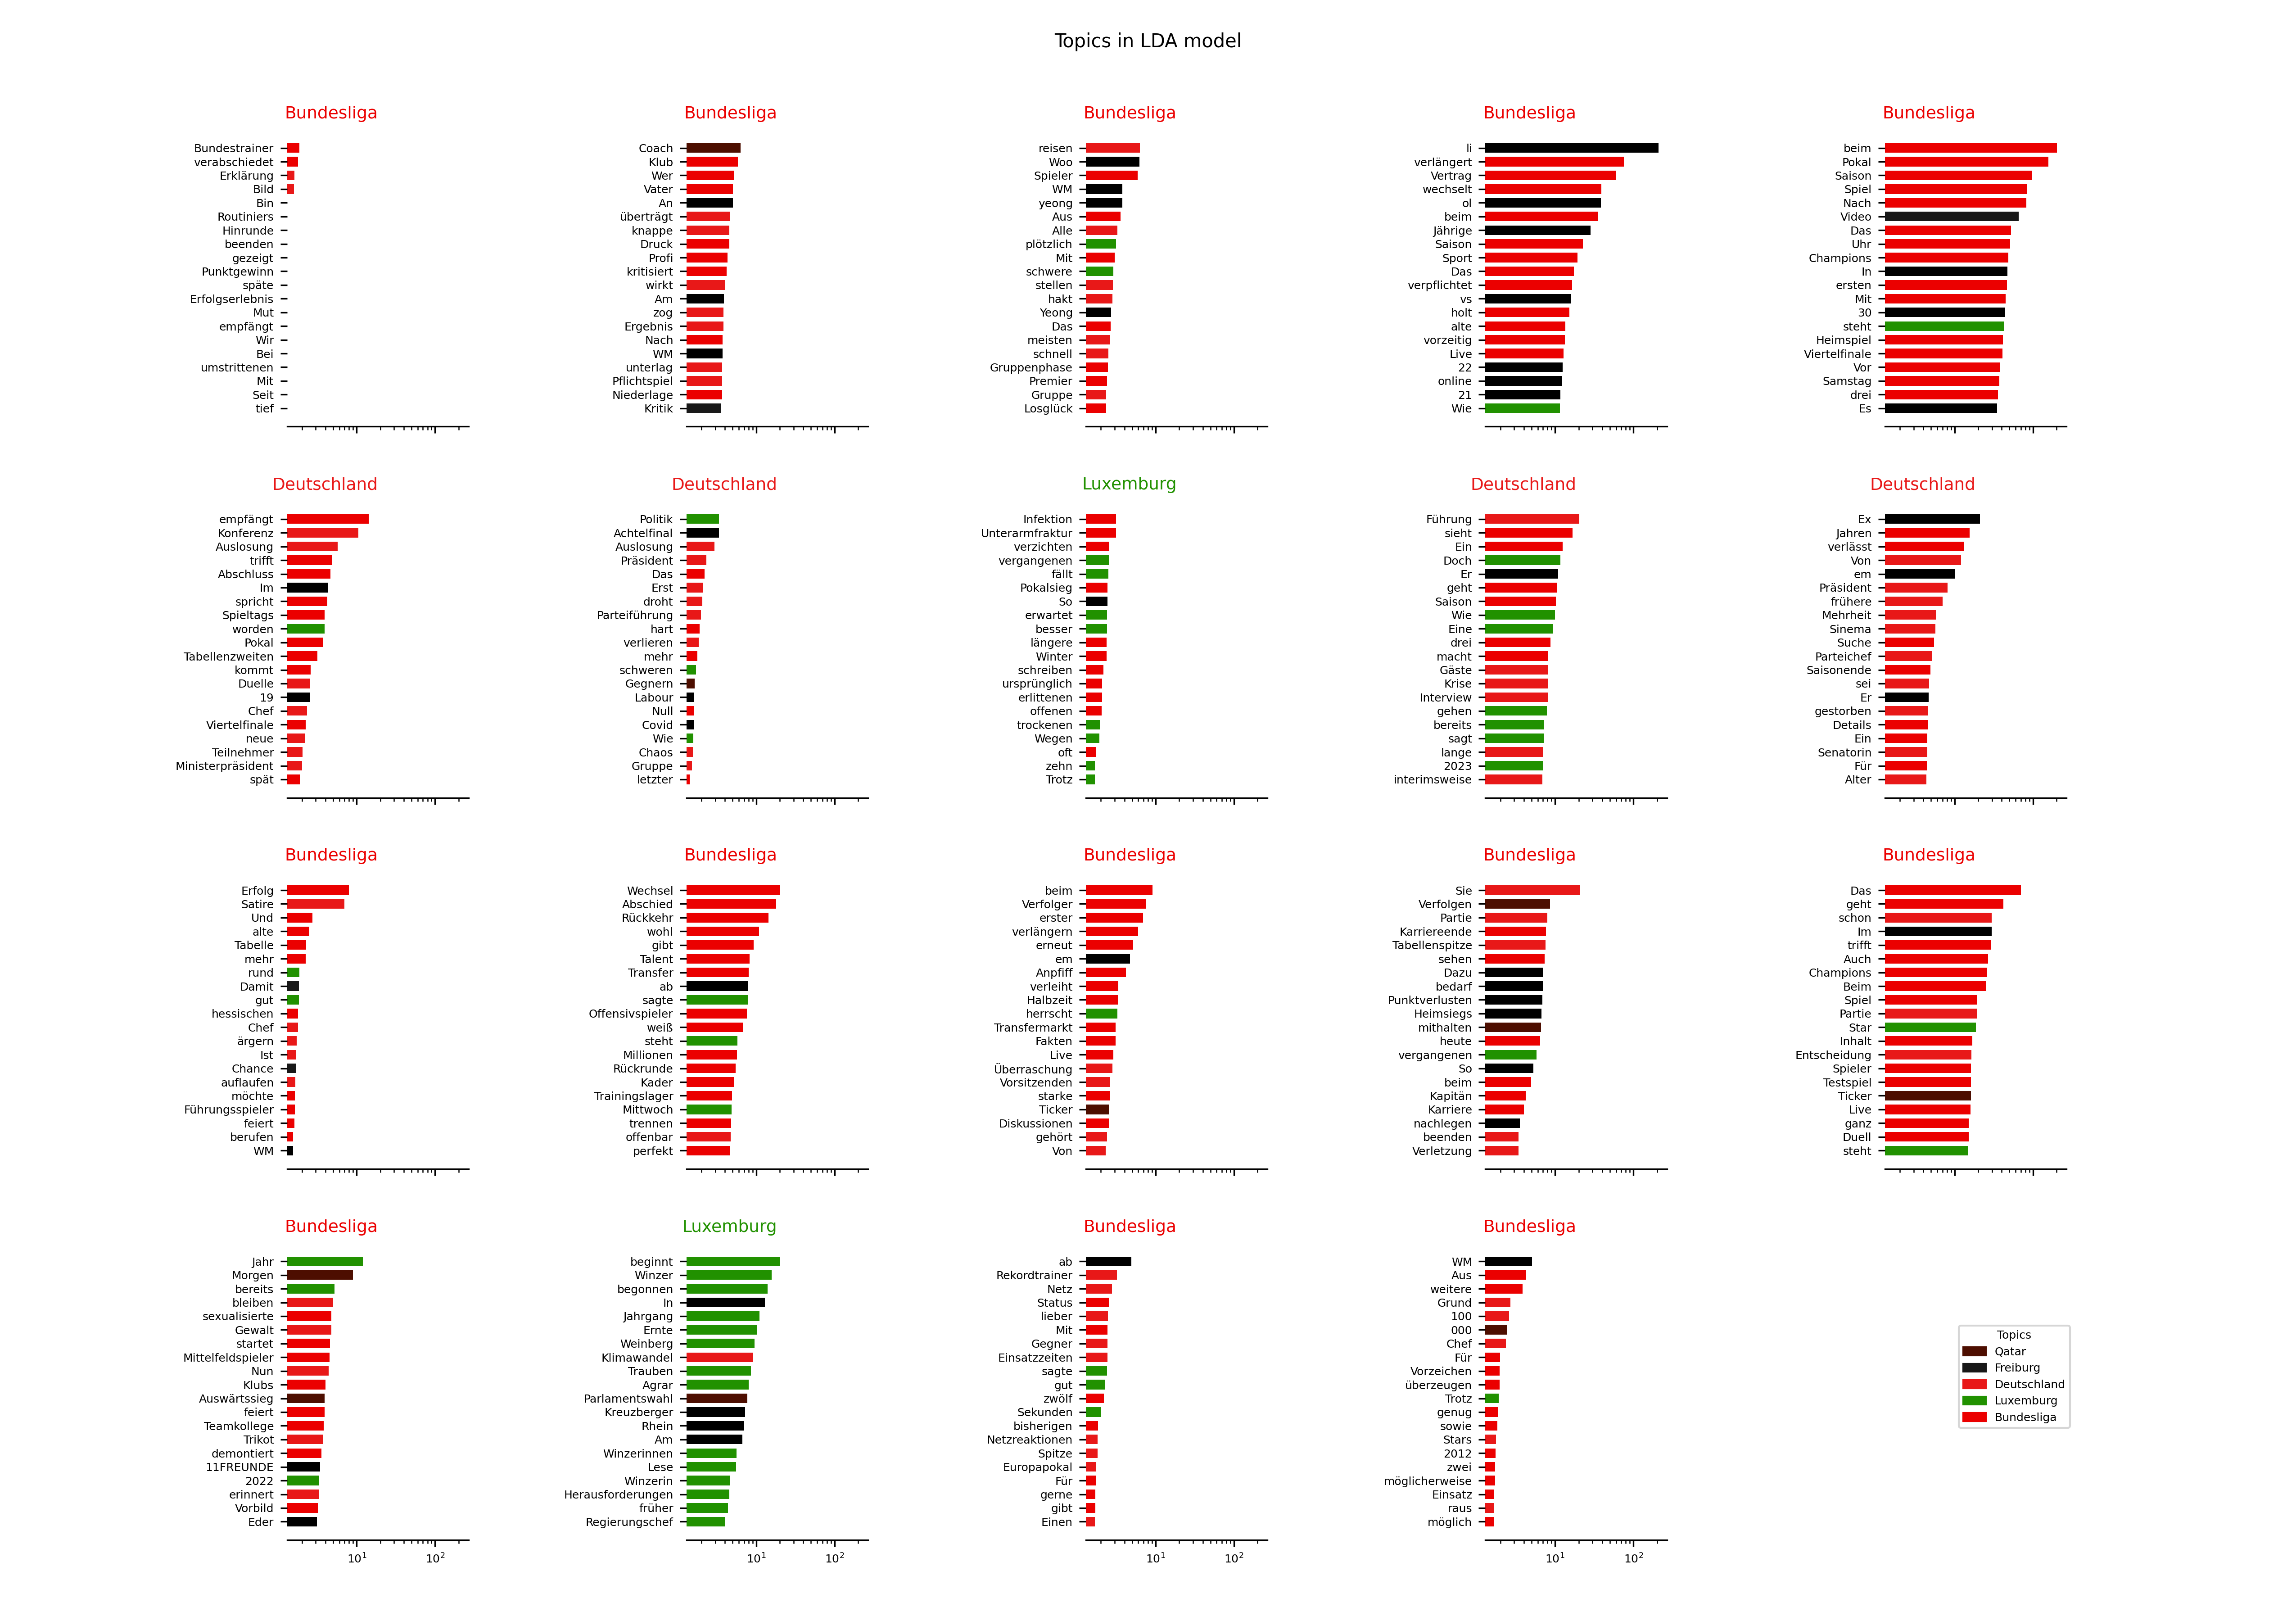 Topics in LDA model
Bundesliga
Bundestrainer
verabschiedet
Erklärung
Bild
Bin
Routiniers
Hinrunde
beenden
gezeigt
Punktgewinn
späte
Erfolgserlebnis
Mut
empfängt
Wir
Bei
umstrittenen
Mit
Seit
tief
Bundesliga
Coach
Klub
Wer
Vater
An
überträgt
knappe
Druck
Profi
kritisiert
wirkt
Am
zog
Ergebnis
Nach
WM
unterlag
Pflichtspiel
Niederlage
Kritik
Bundesliga
reisen
Woo
Spieler
WM
yeong
Aus
Alle
plötzlich
Mit
schwere
stellen
hakt
Yeong
Das
meisten
schnell
Gruppenphase
Premier
Gruppe
Losglück
Bundesliga
li
verlängert
Vertrag
wechselt
ol
beim
Jährige
Saison
Sport
Das
verpflichtet
vs
holt
alte
vorzeitig
Live
22
online
21
Wie
Bundesliga
beim
Pokal
Saison
Spiel
Nach
Video
Das
Uhr
Champions
In
ersten
Mit
30
steht
Heimspiel
Viertelfinale
Vor
Samstag
drei
Es
Deutschland
empfängt
Konferenz
Auslosung
trifft
Abschluss
Im
spricht
Spieltags
worden
Pokal
Tabellenzweiten
kommt
Duelle
19
Chef
Viertelfinale
neue
Teilnehmer
Ministerpräsident
spät
Deutschland
Politik
Achtelfinal
Auslosung
Präsident
Das
Erst
droht
Parteiführung
hart
verlieren
mehr
schweren
Gegnern
Labour
Null
Covid
Wie
Chaos
Gruppe
letzter
Luxemburg
Infektion
Unterarmfraktur
verzichten
vergangenen
fällt
Pokalsieg
So
erwartet
besser
längere
Winter
schreiben
ursprünglich
erlittenen
offenen
trockenen
Wegen
oft
zehn
Trotz
Deutschland
Führung
sieht
Ein
Doch
Er
geht
Saison
Wie
Eine
drei
macht
Gäste
Krise
Interview
gehen
bereits
sagt
lange
2023
interimsweise
Deutschland
Ex
Jahren
verlässt
Von
em
Präsident
frühere
Mehrheit
Sinema
Suche
Parteichef
Saisonende
sei
Er
gestorben
Details
Ein
Senatorin
Für
Alter
Bundesliga
Erfolg
Satire
Und
alte
Tabelle
mehr
rund
Damit
gut
hessischen
Chef
ärgern
Ist
Chance
auflaufen
möchte
Führungsspieler
feiert
berufen
WM
Bundesliga
Wechsel
Abschied
Rückkehr
wohl
gibt
Talent
Transfer
ab
sagte
Offensivspieler
weiß
steht
Millionen
Rückrunde
Kader
Trainingslager
Mittwoch
trennen
offenbar
perfekt
Bundesliga
beim
Verfolger
erster
verlängern
erneut
em
Anpfiff
verleiht
Halbzeit
herrscht
Transfermarkt
Fakten
Live
Überraschung
Vorsitzenden
starke
Ticker
Diskussionen
gehört
Von
Bundesliga
Sie
Verfolgen
Partie
Karriereende
Tabellenspitze
sehen
Dazu
bedarf
Punktverlusten
Heimsiegs
mithalten
heute
vergangenen
So
beim
Kapitän
Karriere
nachlegen
beenden
Verletzung
Bundesliga
Das
geht
schon
Im
trifft
Auch
Champions
Beim
Spiel
Partie
Star
Inhalt
Entscheidung
Spieler
Testspiel
Ticker
Live
ganz
Duell
steht
Bundesliga
Jahr
Morgen
bereits
bleiben
sexualisierte
Gewalt
startet
Mittelfeldspieler
Nun
Klubs
Auswärtssieg
feiert
Teamkollege
Trikot
demontiert
11FREUNDE
2022
erinnert
Vorbild
Eder
10¹ 10²
Luxemburg
beginnt
Winzer
begonnen
In
Jahrgang
Ernte
Weinberg
Klimawandel
Trauben
Agrar
Parlamentswahl
Kreuzberger
Rhein
Am
Winzerinnen
Lese
Winzerin
Herausforderungen
früher
Regierungschef
10¹ 10²
Bundesliga
ab
Rekordtrainer
Netz
Status
lieber
Mit
Gegner
Einsatzzeiten
sagte
gut
zwölf
Sekunden
bisherigen
Netzreaktionen
Spitze
Europapokal
Für
gerne
gibt
Einen
10¹ 10²
Bundesliga
WM
Aus
weitere
Grund
100
000
Chef
Für
Vorzeichen
überzeugen
Trotz
genug
sowie
Stars
2012
zwei
möglicherweise
Einsatz
raus
möglich
10¹ 10²
Topics
Qatar
Freiburg
Deutschland
Luxemburg
Bundesliga